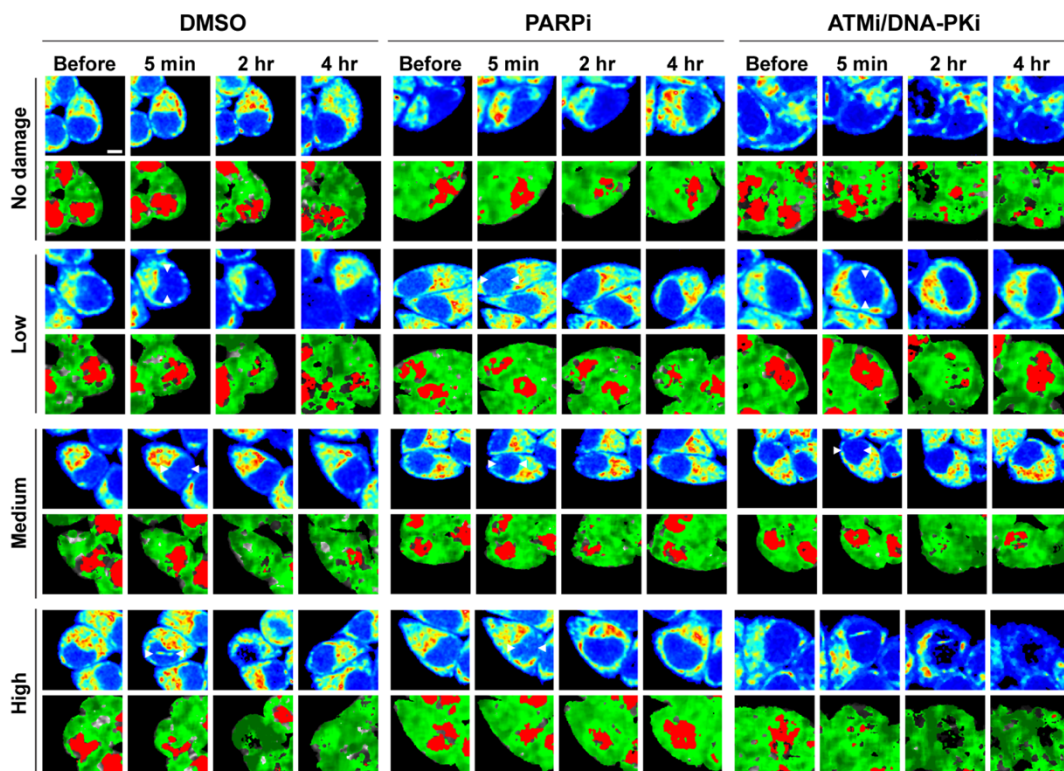 DMSO PARPi ATMi/DNA-PKi
Before 5 min 2 hr 4 hr Before 5 min 2 hr 4 hr Before 5 min 2 hr 4 hr
No damage
Low
Medium
High